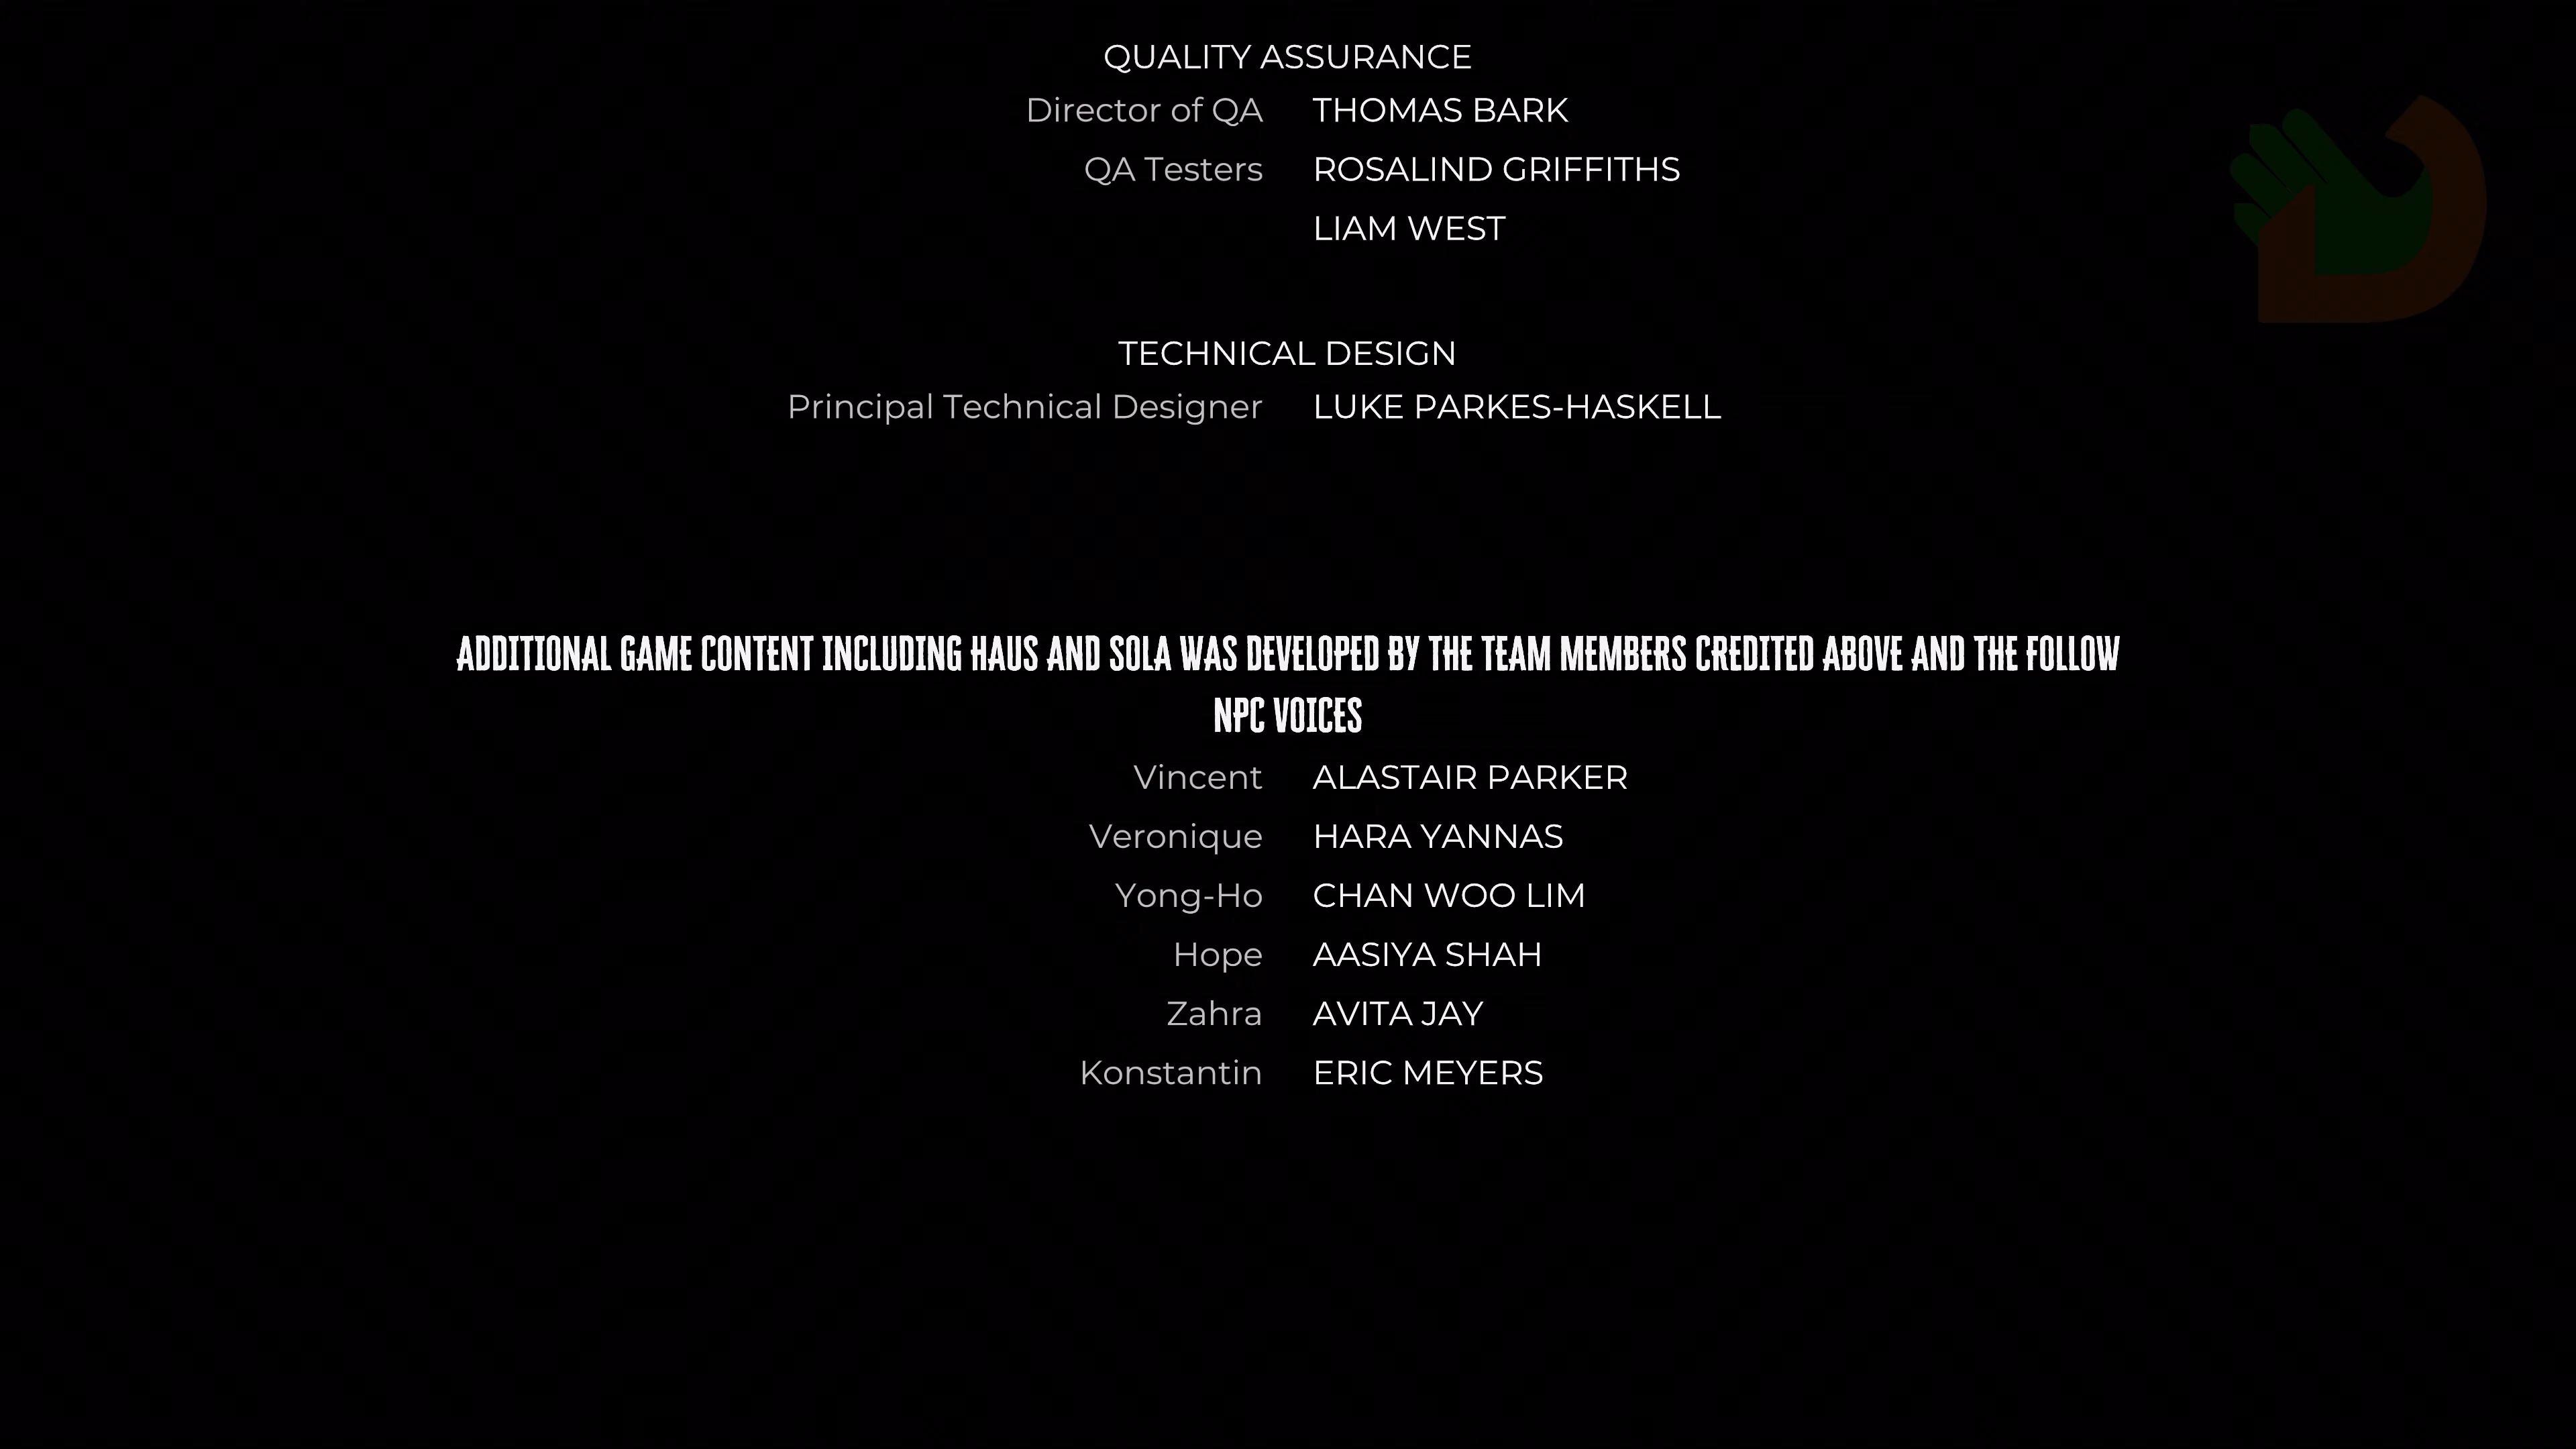 QUALITY ASSURANCE
Director of QA THOMAS BARK
QA Testers ROSALIND GRIFFITHS
LIAM WEST
TECHNICAL DESIGN
Principal Technical Designer LUKE PARKES-HASKELL
ADDITIONAL GAME CONTENT INCLUDING HAUS AND SOLA WAS DEVELOPED BY THE TEAM MEMBERS CREDITED ABOVE AND THE FOLLOW
NPC VOICES
Vincent ALASTAIR PARKER
Veronique HARA YANNAS
Yong-Ho CHAN WOO LIM
Hope AASIYA SHAH
Zahra AVITA JAY
Konstantin ERIC MEYERS